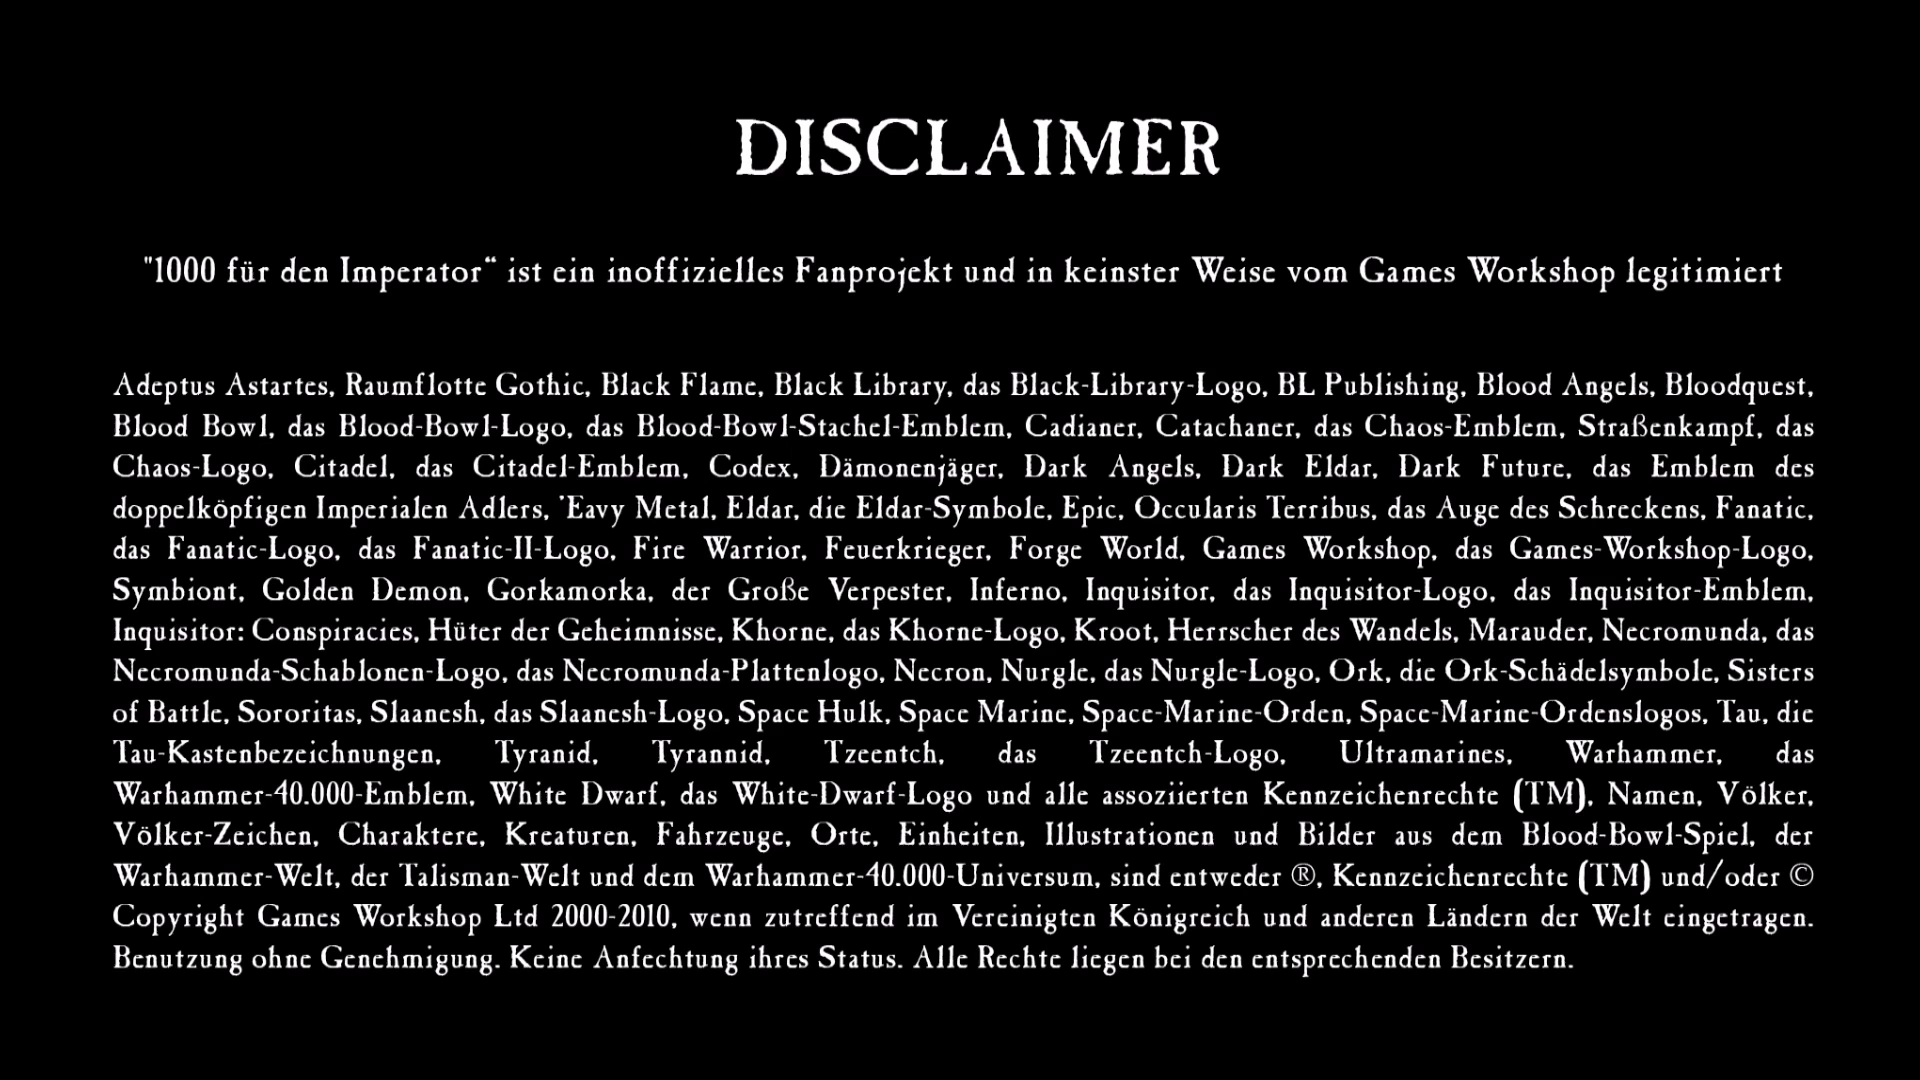 DISCLAIMER
"1000 für den Imperator“ ist ein inoffizielles Fanprojekt und in keinster Weise vom Games Workshop legitimiert
Adeptus Astartes, Raumflotte Gothic, Black Flame, Black Library, das Black-Library-Logo, BL Publishing, Blood Angels, Bloodquest,
Blood Bowl, das Blood-Bowl-Logo, das Blood-Bowl-Stachel-Emblem, Cadianer, Catachaner, das Chaos-Emblem, Straßenkampf, das
Chaos-Logo, Citadel, das Citadel-Emblem, Codex, Dämonenjäger, Dark Angels, Dark Eldar, Dark Future, das Emblem des
doppelköpfigen Imperialen Adlers, 'Eavy Metal, Eldar, die Eldar-Symbole, Epic, Occularis Terribus, das Auge des Schreckens, Fanatic,
das Fanatic-Logo, das Fanatic-II-Logo, Fire Warrior, Feuerkrieger, Forge World, Games Workshop, das Games-Workshop-Logo,
Symbiont, Golden Demon, Gorkamorka, der Große Verpester, Inferno, Inquisitor, das Inquisitor-Logo, das Inquisitor-Emblem,
Inquisitor: Conspiracies, Hüter der Geheimnisse, Khorne, das Khorne-Logo, Kroot, Herrscher des Wandels, Marauder, Necromunda, das
Necromunda-Schablonen-Logo, das Necromunda-Plattenlogo, Necron, Nurgle, das Nurgle-Logo, Ork, die Ork-Schädelsymbole, Sisters
of Battle, Sororitas, Slaanesh, das Slaanesh-Logo, Space Hulk, Space Marine, Space-Marine-Orden, Space-Marine-Ordenslogos, Tau, die
Tau-Kastenbezeichnungen, Tyranid, Tyrannid, Tzeentch, das Tzeentch-Logo, Ultramarines, Warhammer, das
Warhammer-40.000-Emblem, White Dwarf, das White-Dwarf-Logo und alle assoziierten Kennzeichenrechte (TM), Namen, Völker,
Völker-Zeichen, Charaktere, Kreaturen, Fahrzeuge, Orte, Einheiten, Illustrationen und Bilder aus dem Blood-Bowl-Spiel, der
Warhammer-Welt, der Talisman-Welt und dem Warhammer-40.000-Universum, sind entweder ®, Kennzeichenrechte (TM) und/oder ©
Copyright Games Workshop Ltd 2000-2010, wenn zutreffend im Vereinigten Königreich und anderen Ländern der Welt eingetragen.
Benutzung ohne Genehmigung. Keine Anfechtung ihres Status. Alle Rechte liegen bei den entsprechenden Besitzern.